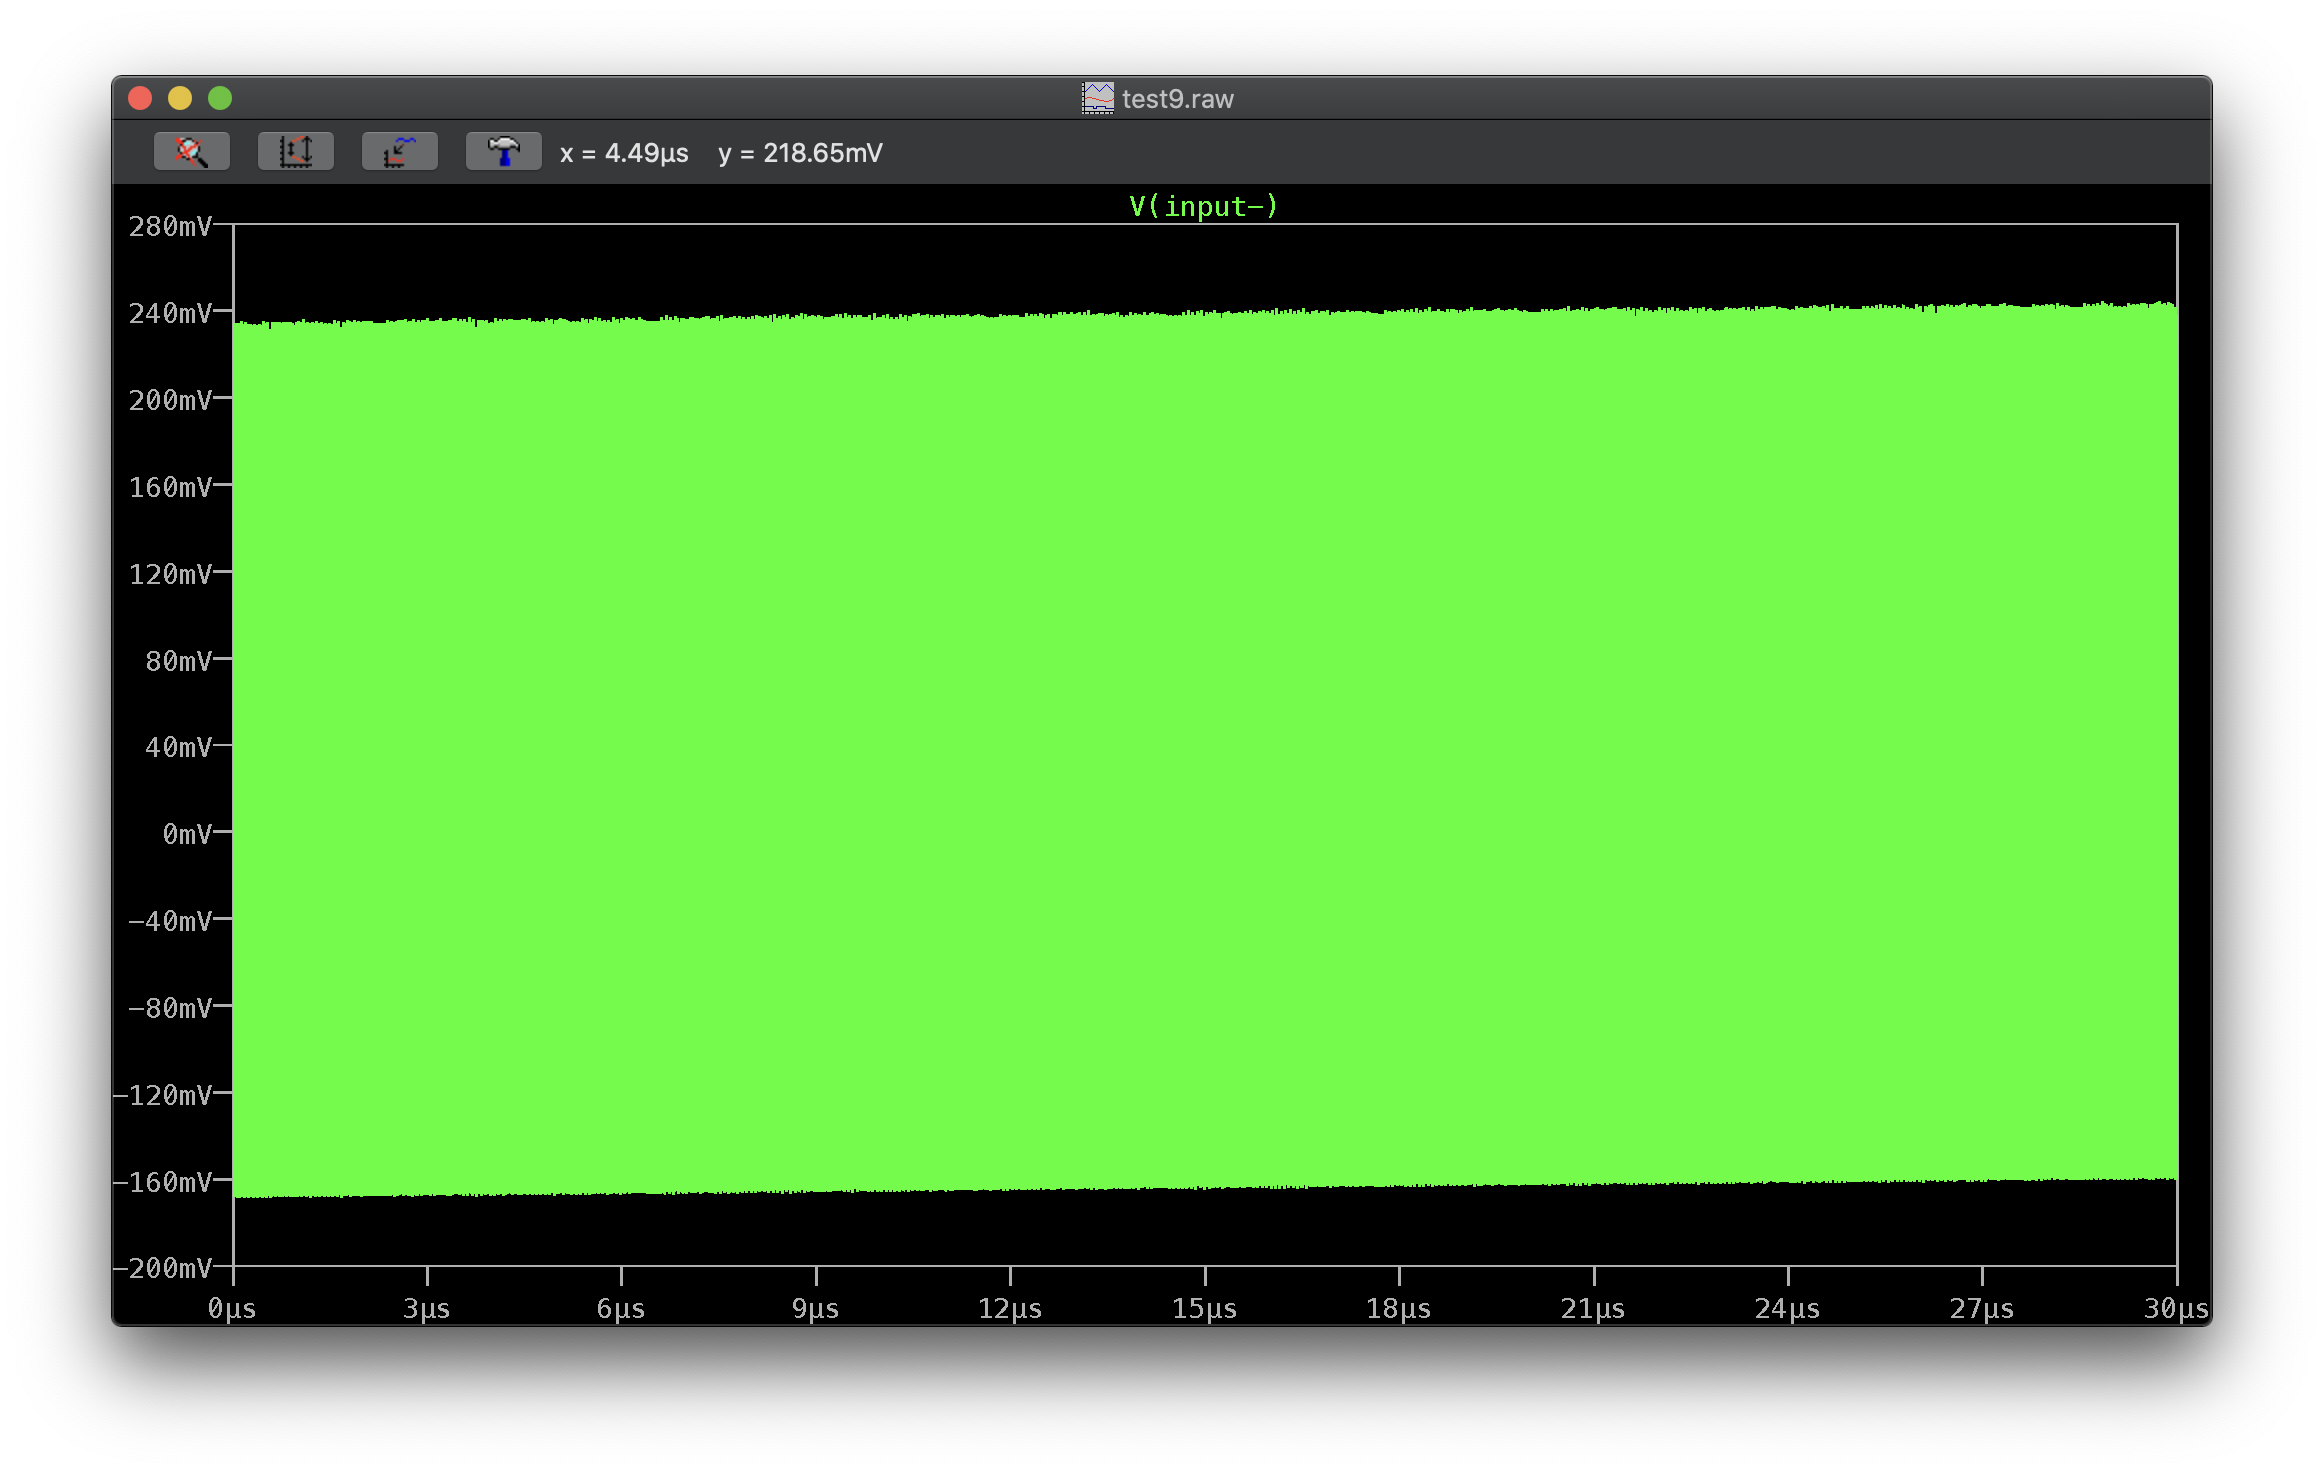 test9.raw
x = 4.49µs y = 218.65mV
V(input−)
280mV
240mV
200mV
160mV
120mV
80mV
40mV
0mV
−40mV
−80mV
−120mV
−160mV
−200mV
0µs 3µs 6µs 9µs 12µs 15µs 18µs 21µs 24µs 27µs 30µs